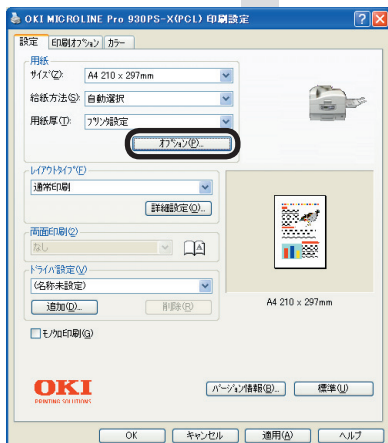 OKI MICROLINE Pro 930PS-X(PCL) 印刷設定
設定 印刷ｵﾌﾟｼｮﾝ カラー
用紙
ｻｲｽﾞ(Z): A4 210 x 297mm
給紙方法(S): 自動選択
用紙厚(T): ﾌﾟﾘﾝﾀ設定
ｵﾌﾟｼｮﾝ(P)...
ﾚｲｱｳﾄﾀｲﾌﾟ(E)
通常印刷
詳細設定(O)...
両面印刷(2)
なし
ﾄﾞﾗｲﾊﾞ設定(V)
(名称未設定)
追加(D)... 削除(R)
A4 210 x 297mm
ﾓﾉｸﾛ印刷(G)
OKI
PRINTING SOLUTIONS
ﾊﾞｰｼﾞｮﾝ情報(B)... 標準(U)
OK キャンセル 適用(A) ヘルプ